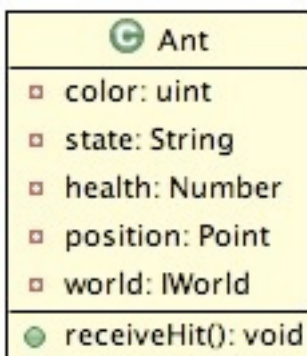 C Ant
color: uint
state: String
health: Number
position: Point
world: IWorld
receiveHit(): void